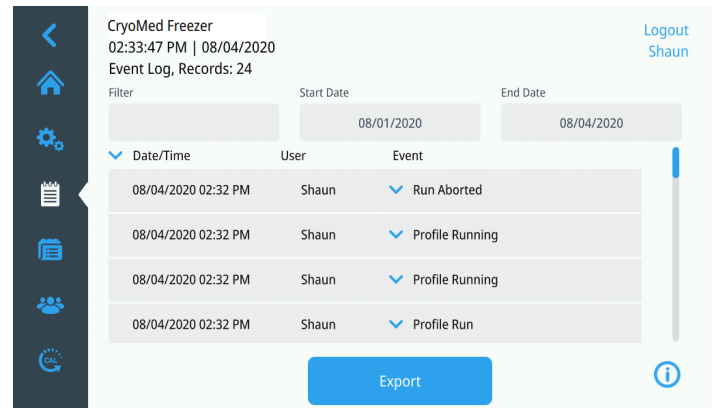 CryoMed Freezer
02:33:47 PM | 08/04/2020
Event Log, Records: 24
Logout
Shaun
Filter
Start Date
End Date
08/01/2020
08/04/2020
Date/Time User Event
08/04/2020 02:32 PM Shaun Run Aborted
08/04/2020 02:32 PM Shaun Profile Running
08/04/2020 02:32 PM Shaun Profile Running
08/04/2020 02:32 PM Shaun Profile Run
CAL
Export